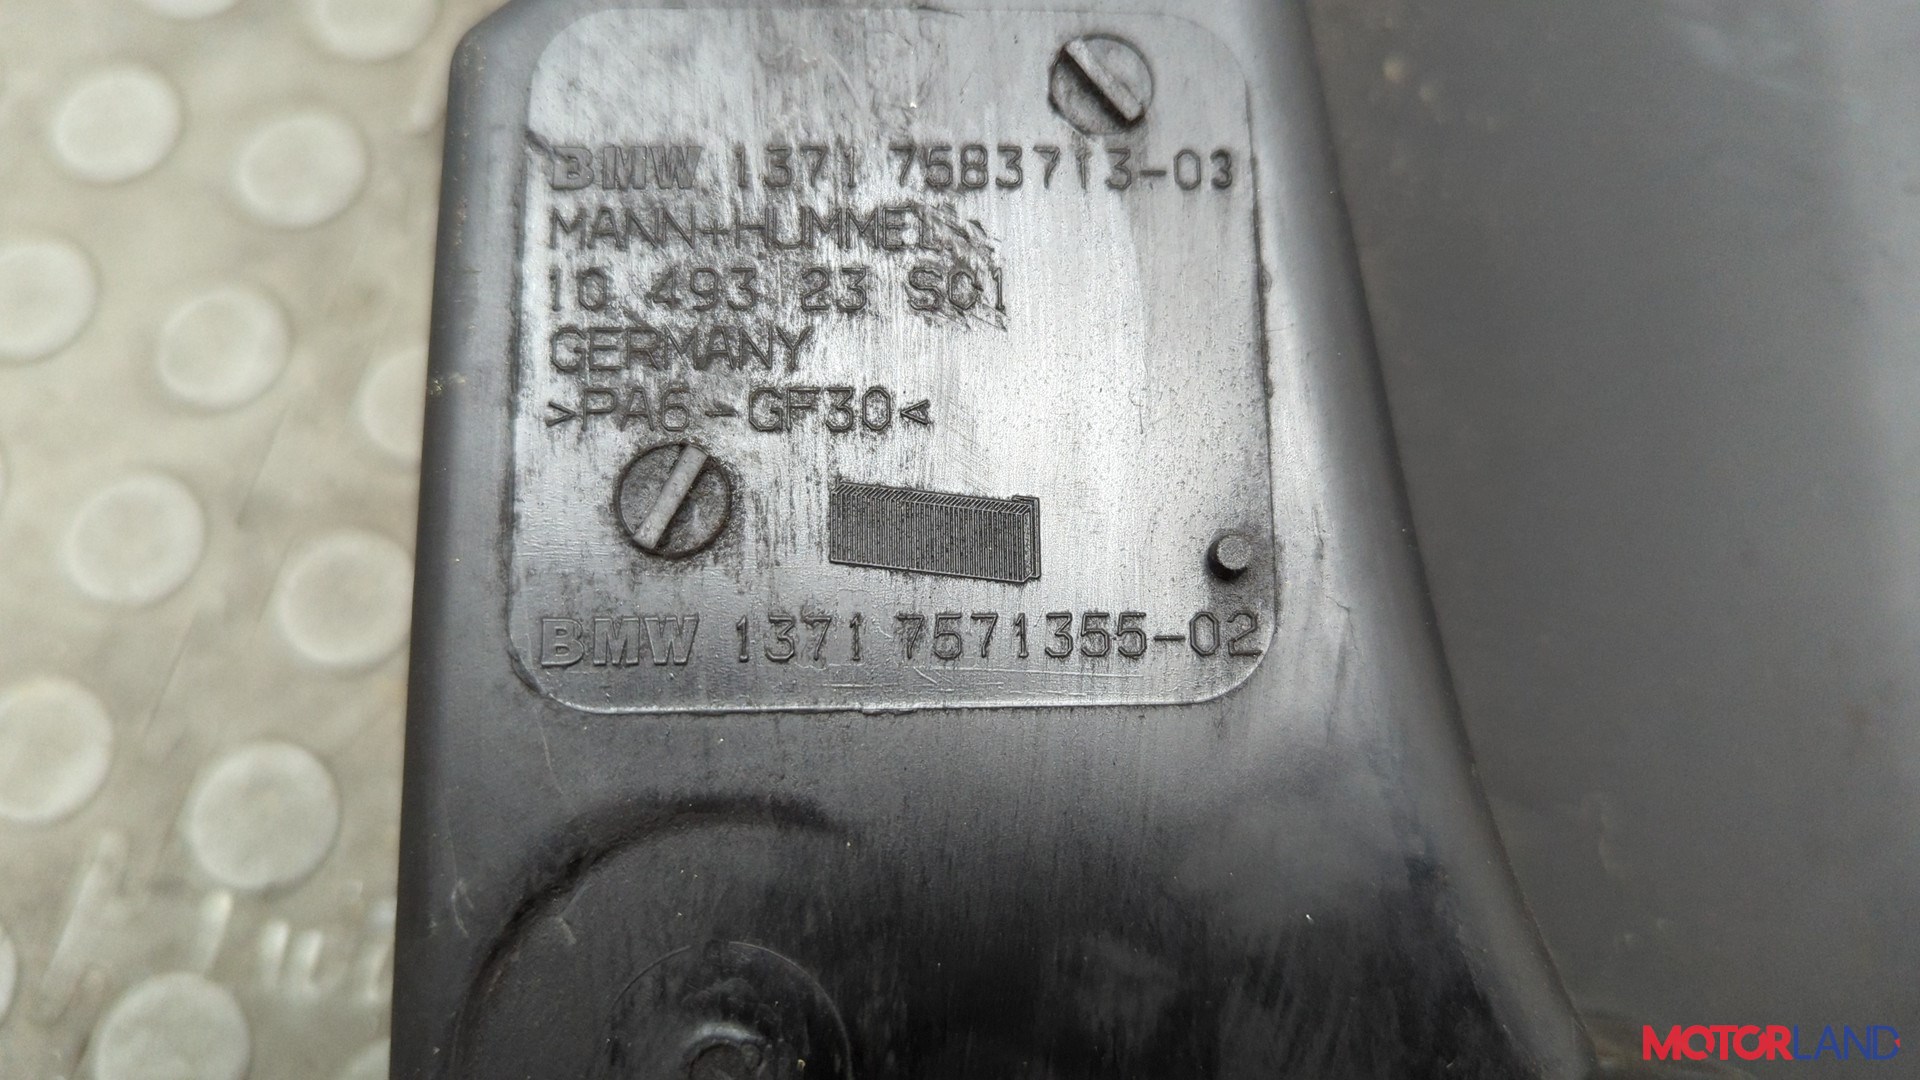 BMW 1371 7583713-03
MANN+HUMMEL
10 493 23 S01
GERMANY
>PA6-GF30<
BMW 1371 7571355-02
MOTORLAND